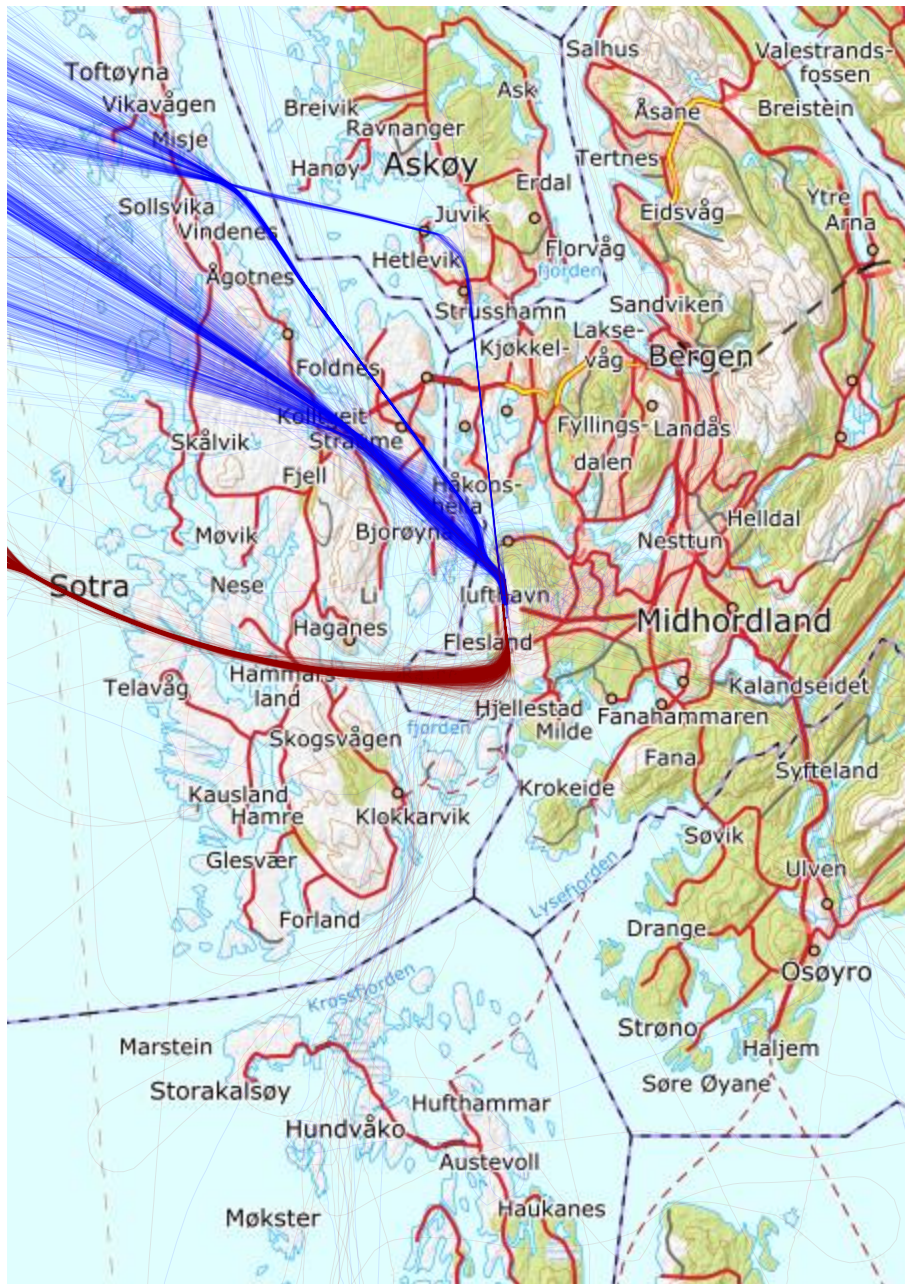 Salhus
Valestrands-
fossen
Toftøyna
Ask
Vikavågen
Breivik
Åsane
Breistein
Misje
Ravnanger
Hanøy
Askøy
Tertnes
Erdal
Ytre
Arna
Sollsvika
Juvik
Eidsvåg
Vindenes
Hetlevik
Florvåg
fjorden
Ågotnes
Strusshamn
Sandviken
Kjøkkel-
Lakse-
våg
Bergen
Foldnes
Kolltveit
Straume
Skålvik
Fyllings-
dalen
Landås
Fjell
Håkons-
hella
Helldal
Møvik
Bjorøyna
Nesttun
Sotra
Nese
Li
lufthavn
Haganes
Flesland
Midhordland
Telavåg
Hammars-
land
Hjellestad
Kalandseidet
Milde
Fanahammaren
Skogsvågen
fjorden
Fana
Syfteland
Kausland
Krokeide
Hamre
Klokkarvik
Søvik
Glesvær
Ulven
Lysefjorden
Forland
Drange
Krossfjorden
Osøyro
Strøno
Marstein
Haljem
Storakalsøy
Søre Øyane
Hufthammar
Hundvåko
Austevoll
Møkster
Haukanes